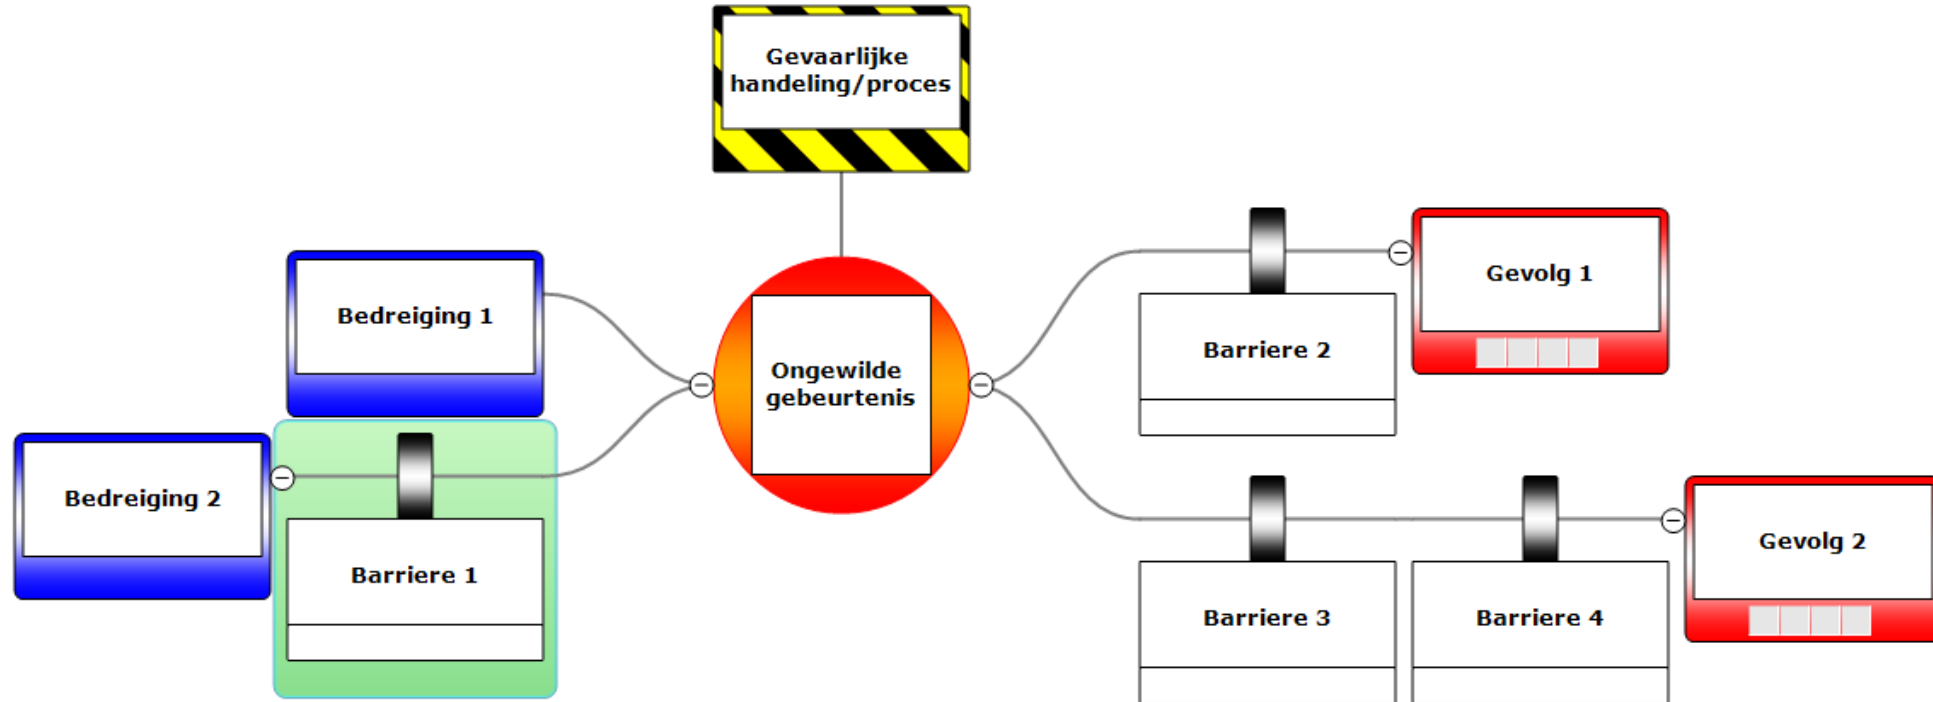 Gevaarlijke
handeling/proces
Bedreiging 1
Ongewilde
gebeurtenis
Gevolg 1
Barriere 2
Bedreiging 2
Barriere 1
Gevolg 2
Barriere 3
Barriere 4